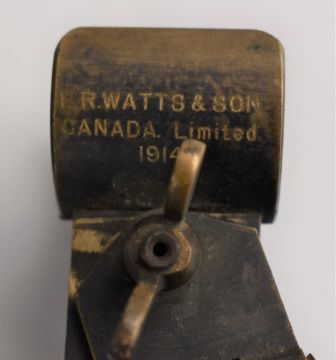 E.R.WATTS & SON
CANADA. Limited
1914